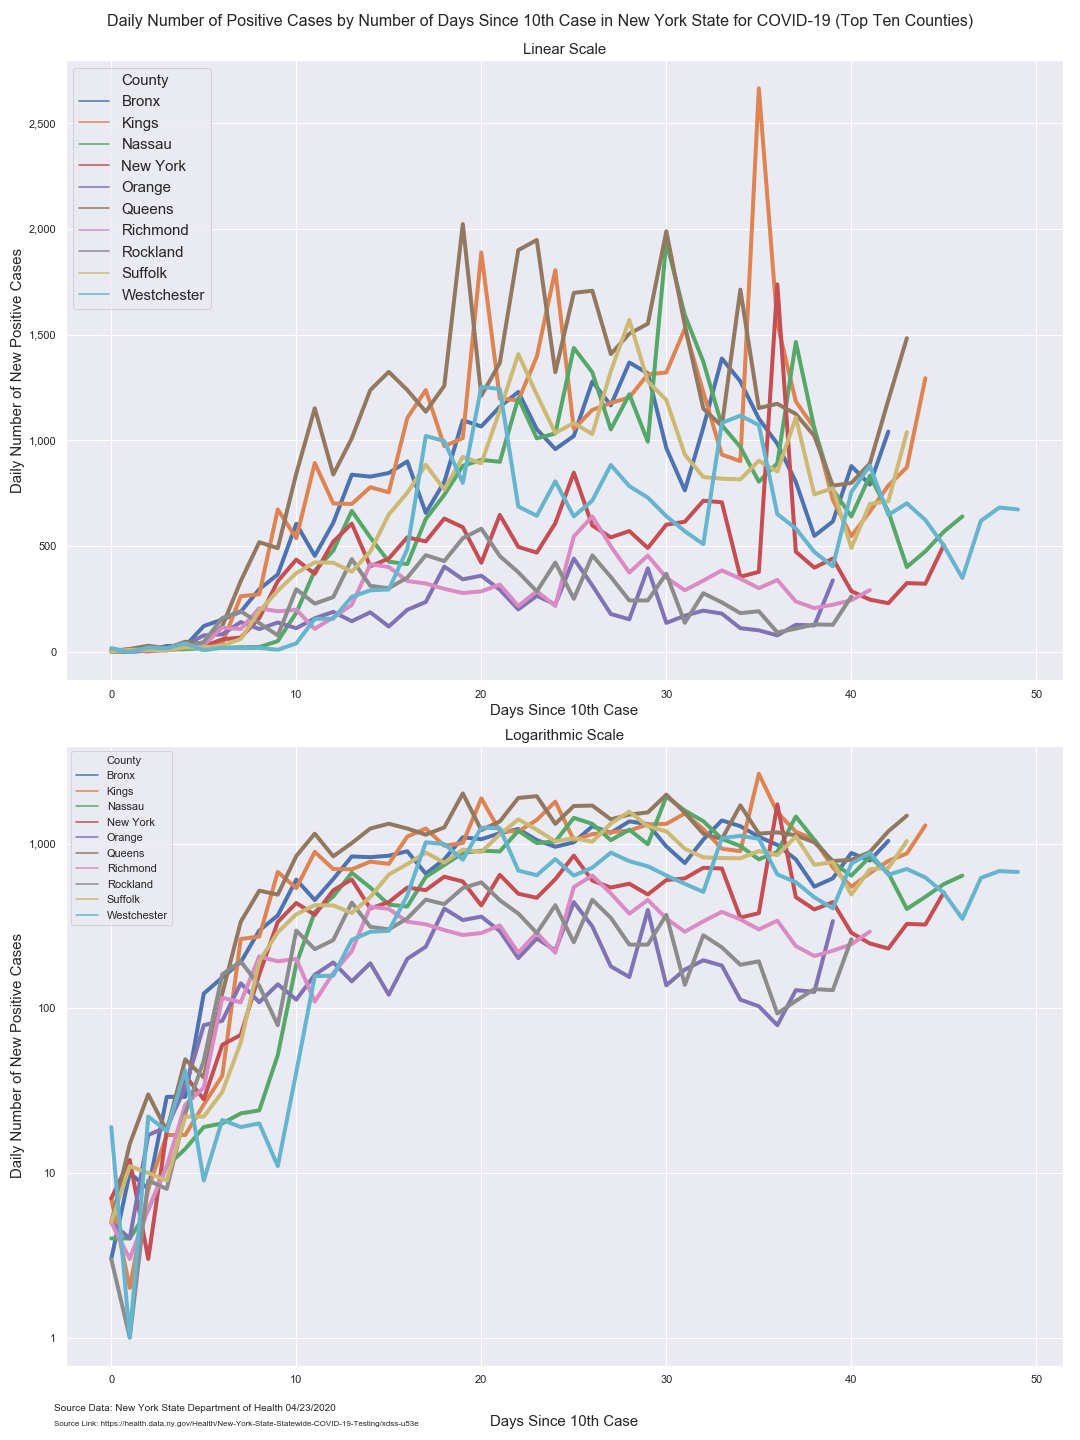 Daily Number of Positive Cases by Number of Days Since 10th Case in New York State for COVID-19 (Top Ten Counties)
Linear Scale
County
Bronx
Kings
Nassau
New York
Orange
Queens
Richmond
Rockland
Suffolk
Westchester
2,500
2,000
1,500
1,000
500
0
Daily Number of New Positive Cases
0 10 20 30 40 50
Days Since 10th Case
Logarithmic Scale
County
Bronx
Kings
Nassau
New York
Orange
Queens
Richmond
Rockland
Suffolk
Westchester
1,000
100
10
1
Daily Number of New Positive Cases
0 10 20 30 40 50
Source Data: New York State Department of Health 04/23/2020
Source Link: https://health.data.ny.gov/Health/New-York-State-Statewide-COVID-19-Testing/xdss-u53e
Days Since 10th Case